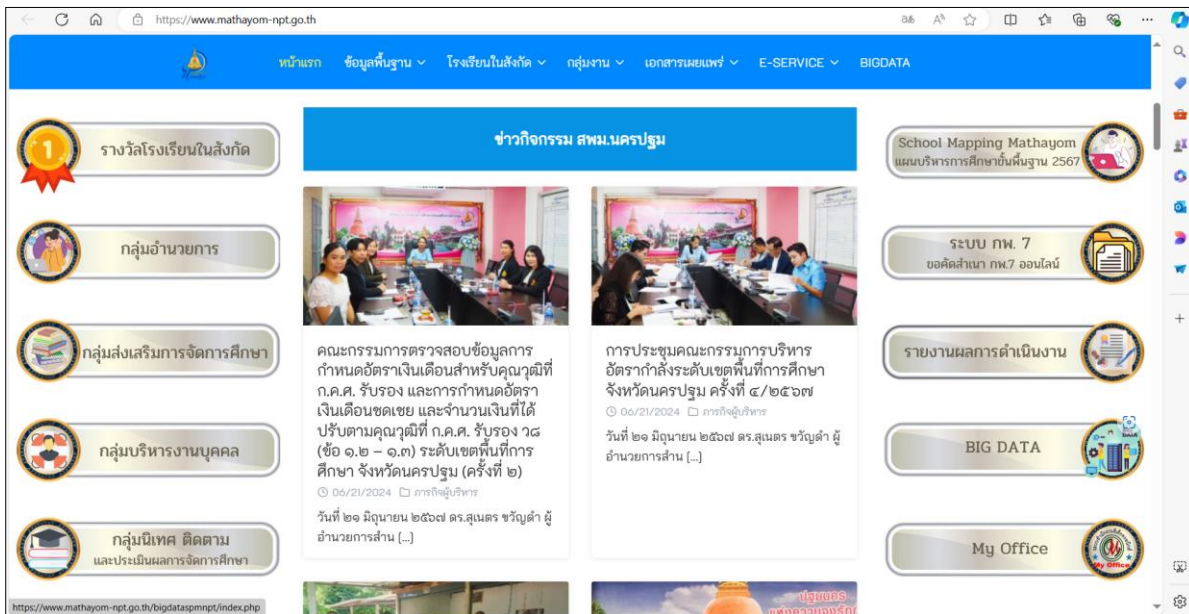 https://www.mathayom-npt.go.th
หน้าแรก ข้อมูลพื้นฐาน โรงเรียนในสังกัด กลุ่มงาน เอกสารเผยแพร่ E-SERVICE BIGDATA
รางวัลโรงเรียนในสังกัด
กลุ่มอำนวยการ
กลุ่มส่งเสริมการจัดการศึกษา
กลุ่มบริหารงานบุคคล
กลุ่มนิเทศ ติดตาม
และประเมินผลการจัดการศึกษา
ข่าวกิจกรรม สพม.นครปฐม
คณะกรรมการตรวจสอบข้อมูลการ
กำหนดอัตราเงินเดือนสำหรับคุณวุฒิที่
ก.ค.ศ. รับรอง และการกำหนดอัตรา
เงินเดือนชดเชย และจำนวนเงินที่ได้
ปรับตามคุณวุฒิที่ ก.ค.ศ. รับรอง ว๘
(ข้อ ๑.๒ – ๑.๓) ระดับเขตพื้นที่การ
ศึกษา จังหวัดนครปฐม (ครั้งที่ ๒)
06/21/2024 ภารกิจผู้บริหาร
วันที่ ๒๑ มิถุนายน ๒๕๖๗ ดร.สุเนตร ขวัญดำ ผู้
อำนวยการสำน [...]
การประชุมคณะกรรมการบริหาร
อัตรากำลังระดับเขตพื้นที่การศึกษา
จังหวัดนครปฐม ครั้งที่ ๔/๒๕๖๗
06/21/2024 ภารกิจผู้บริหาร
วันที่ ๒๑ มิถุนายน ๒๕๖๗ ดร.สุเนตร ขวัญดำ ผู้
อำนวยการสำน [...]
School Mapping Mathayom
แผนบริหารการศึกษาขั้นพื้นฐาน 2567
ระบบ กพ. 7
ขอคัดสำเนา กพ.7 ออนไลน์
รายงานผลการดำเนินงาน
BIG DATA
My Office
My Office
https://www.mathayom-npt.go.th/bigdataspmnpt/index.php